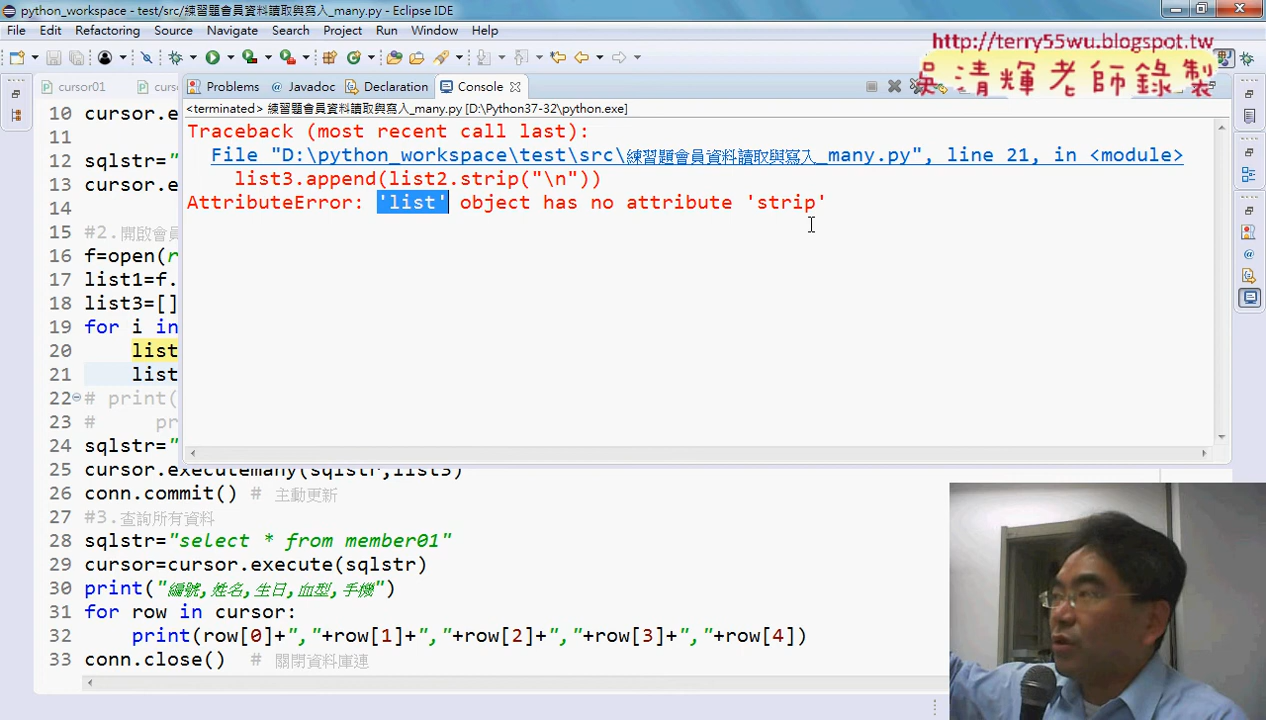 python_workspace - test/src/練習題會員資料讀取與寫入_many.py - Eclipse IDE
File Edit Refactoring Source Navigate Search Project Run Window Help
http://terry55wu.blogspot.tw
吳清輝老師錄製
cursor01
Problems @ Javadoc Declaration Console
<terminated> 練習題會員資料讀取與寫入_many.py [D:\Python37-32\python.exe]
Traceback (most recent call last):
File "D:\python_workspace\test\src\練習題會員資料讀取與寫入_many.py", line 21, in <module>
list3.append(list2.strip("\n"))
AttributeError: 'list' object has no attribute 'strip'
10 cursor.e
11
12 sqlstr="
13 cursor.e
14
15 #2.開啟會員
16 f=open(r
17 list1=f.
18 list3=[]
19 for i in
20 list
21 list
22 # print(
23 # pr
24 sqlstr="
25 cursor.executemany(sqlstr,list3)
26 conn.commit() # 主動更新
27 #3.查詢所有資料
28 sqlstr="select * from member01"
29 cursor=cursor.execute(sqlstr)
30 print("編號,姓名,生日,血型,手機")
31 for row in cursor:
32 print(row[0]+","+row[1]+","+row[2]+","+row[3]+","+row[4])
33 conn.close() # 關閉資料庫連